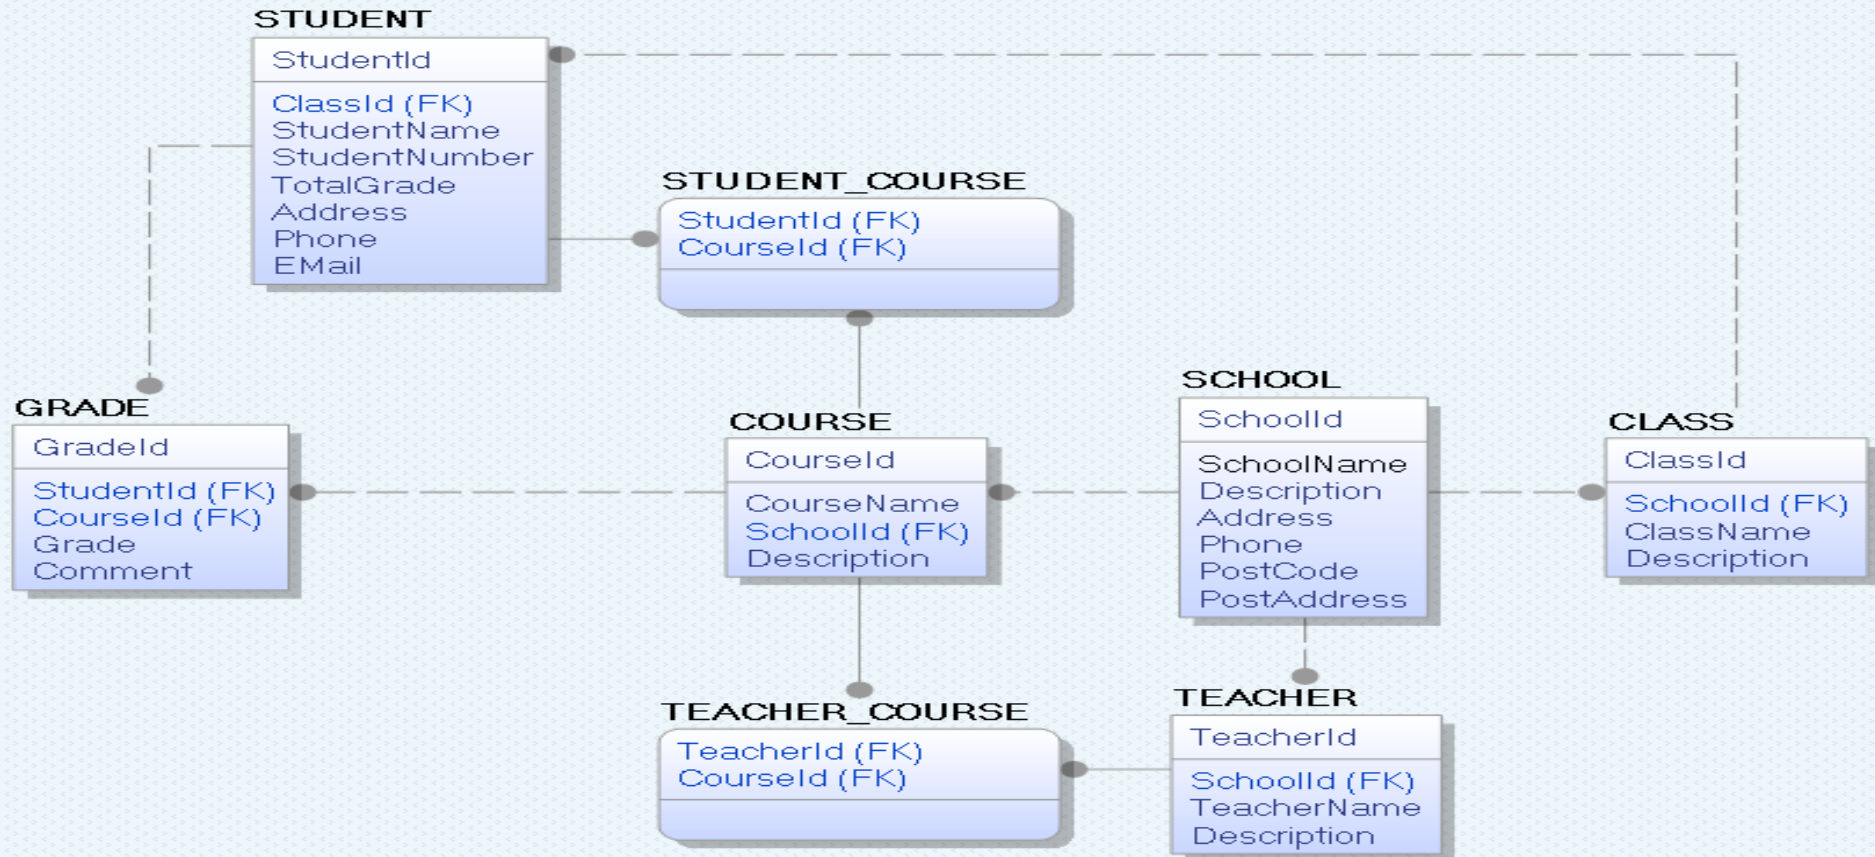 STUDENT
StudentId
ClassId (FK)
StudentName
StudentNumber
TotalGrade
Address
Phone
EMail
STUDENT_COURSE
StudentId (FK)
CourseId (FK)
GRADE
GradeId
StudentId (FK)
CourseId (FK)
Grade
Comment
COURSE
CourseId
CourseName
SchoolId (FK)
Description
SCHOOL
SchoolId
SchoolName
Description
Address
Phone
PostCode
PostAddress
CLASS
ClassId
SchoolId (FK)
ClassName
Description
TEACHER_COURSE
TeacherId (FK)
CourseId (FK)
TEACHER
TeacherId
SchoolId (FK)
TeacherName
Description